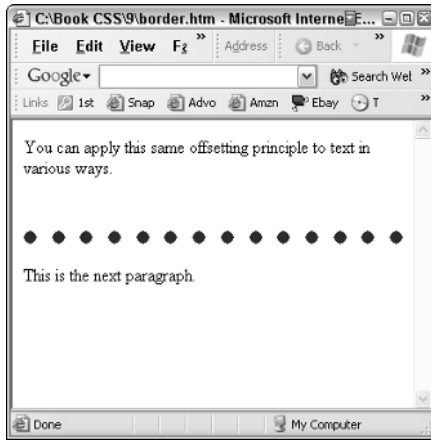 C:\Book CSS\9\border.htm - Microsoft Interne E...
File Edit View » Address Back »
Google Search Wet »
Links 1st Snap Advo Amzn Ebay T »
You can apply this same offsetting principle to text in
various ways.
This is the next paragraph.
Done My Computer